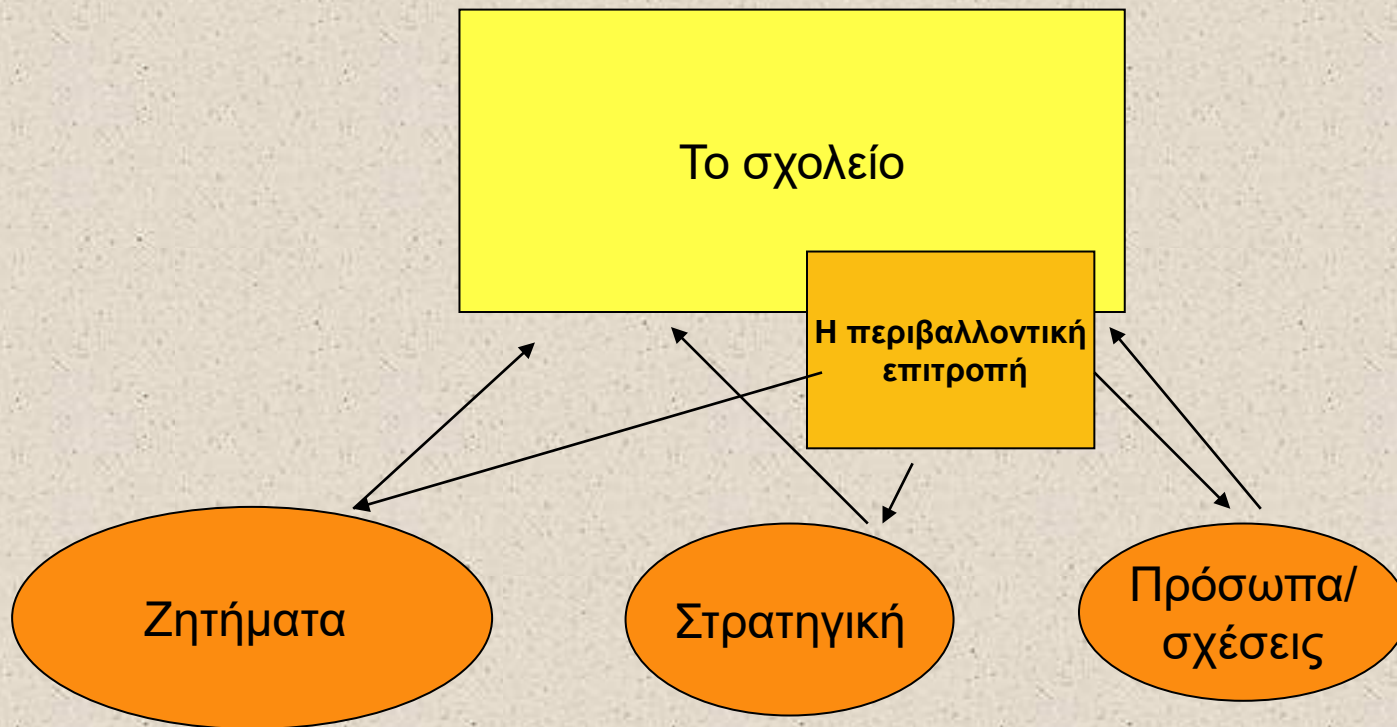 Το σχολείο
Η περιβαλλοντική
επιτροπή
Ζητήματα
Στρατηγική
Πρόσωπα/
σχέσεις